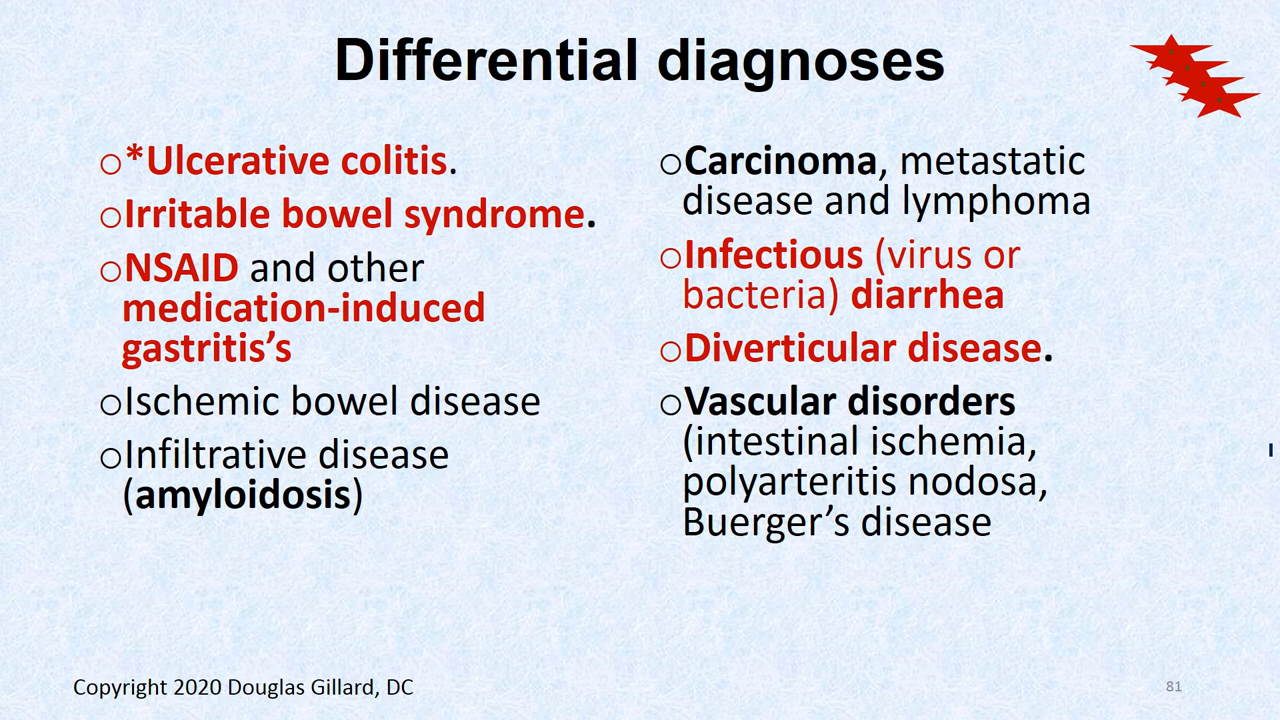 Differential diagnoses
○*Ulcerative colitis.
○Irritable bowel syndrome.
○NSAID and other
medication-induced
gastritis’s
○Ischemic bowel disease
○Infiltrative disease
(amyloidosis)
○Carcinoma, metastatic
disease and lymphoma
○Infectious (virus or
bacteria) diarrhea
○Diverticular disease.
○Vascular disorders
(intestinal ischemia,
polyarteritis nodosa,
Buerger’s disease
Copyright 2020 Douglas Gillard, DC
81